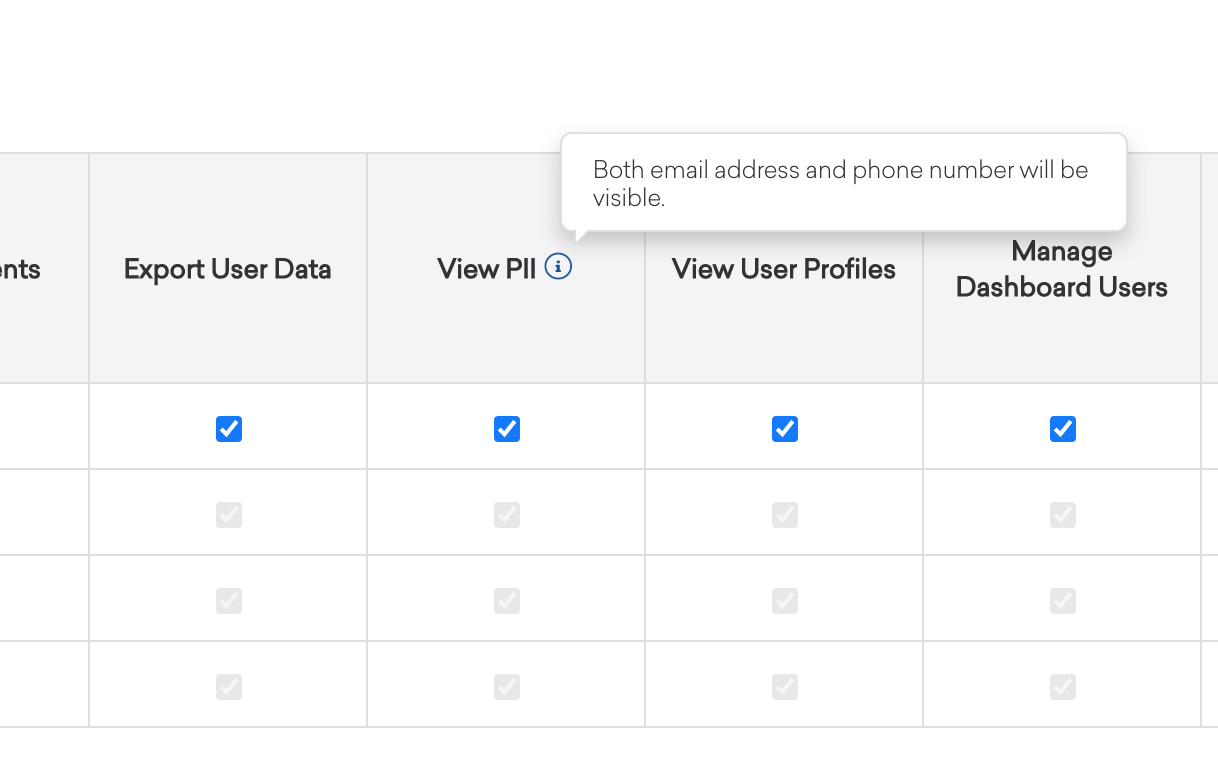 Both email address and phone number will be
visible.
ents
Export User Data
View PII
View User Profiles
Manage
Dashboard Users